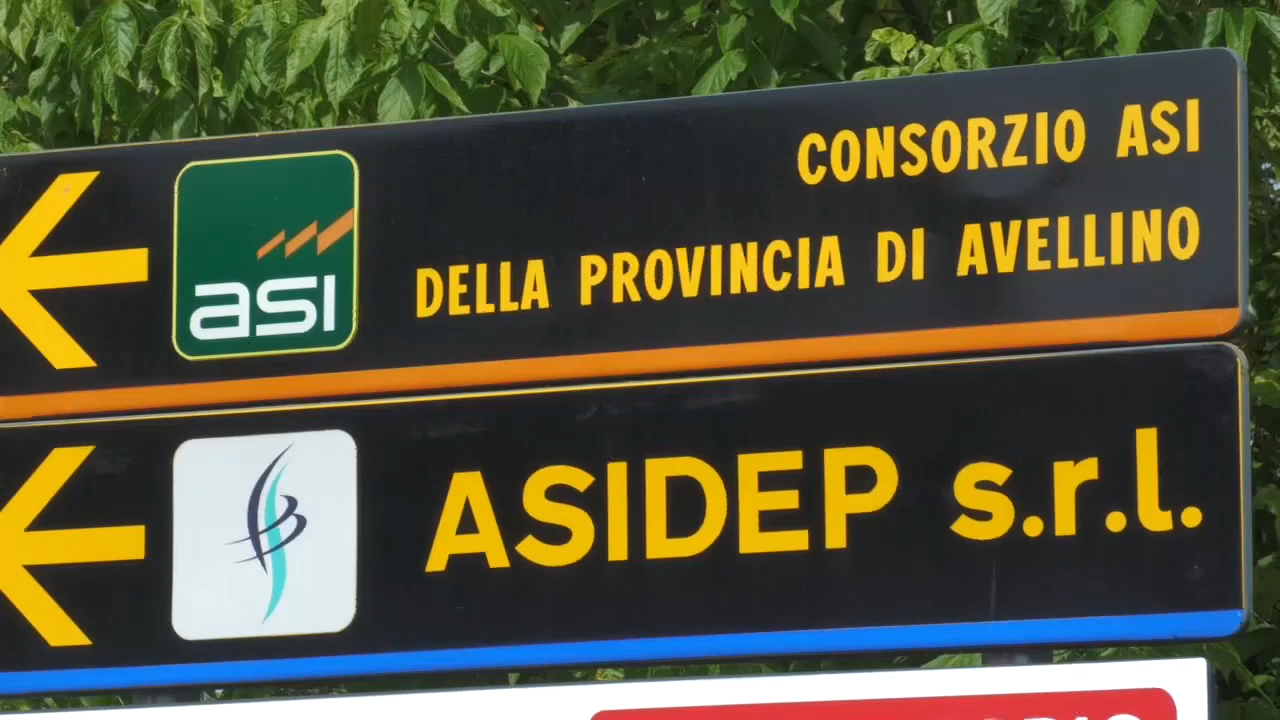 CONSORZIO ASI
asi
DELLA PROVINCIA DI AVELLINO
ASIDEP s.r.l.